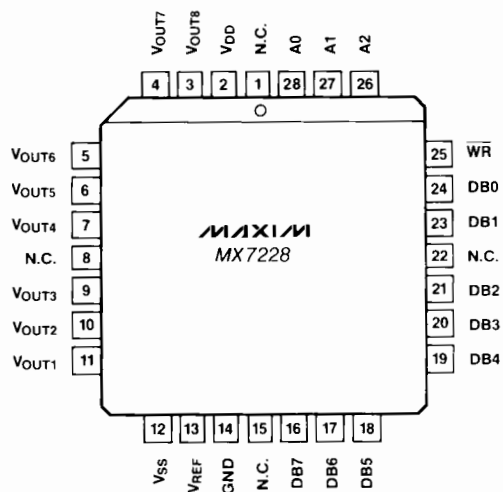 VOUT7 VOUT8 VDD N.C. A0 A1 A2
4 3 2 1 28 27 26
VOUT6 5 25 WR
VOUT5 6 24 DB0
VOUT4 7 23 DB1
N.C. 8 22 N.C.
VOUT3 9 21 DB2
VOUT2 10 20 DB3
VOUT1 11 19 DB4
MAXIM
MX7228
12 13 14 15 16 17 18
VSS VREF GND N.C. DB7 DB6 DB5